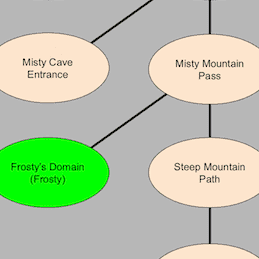 Misty Cave
Entrance
Misty Mountain
Pass
Frosty's Domain
(Frosty)
Steep Mountain
Path